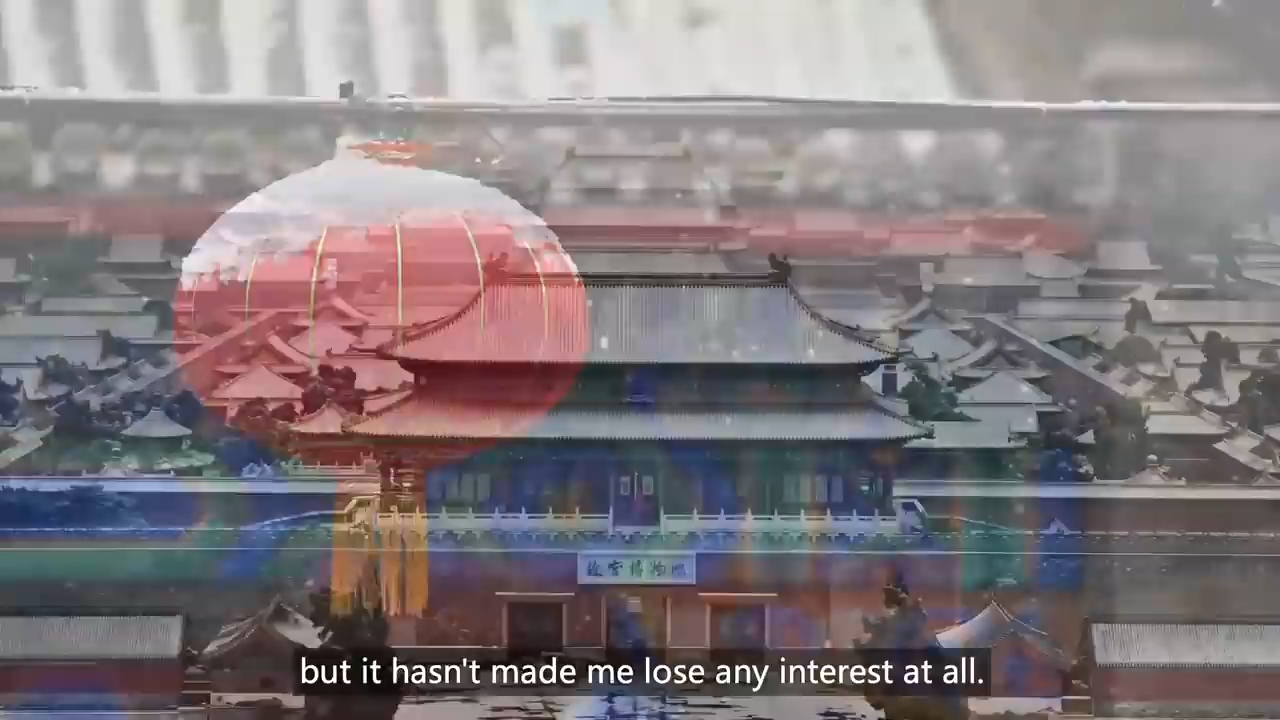 故宫博物院
but it hasn't made me lose any interest at all.